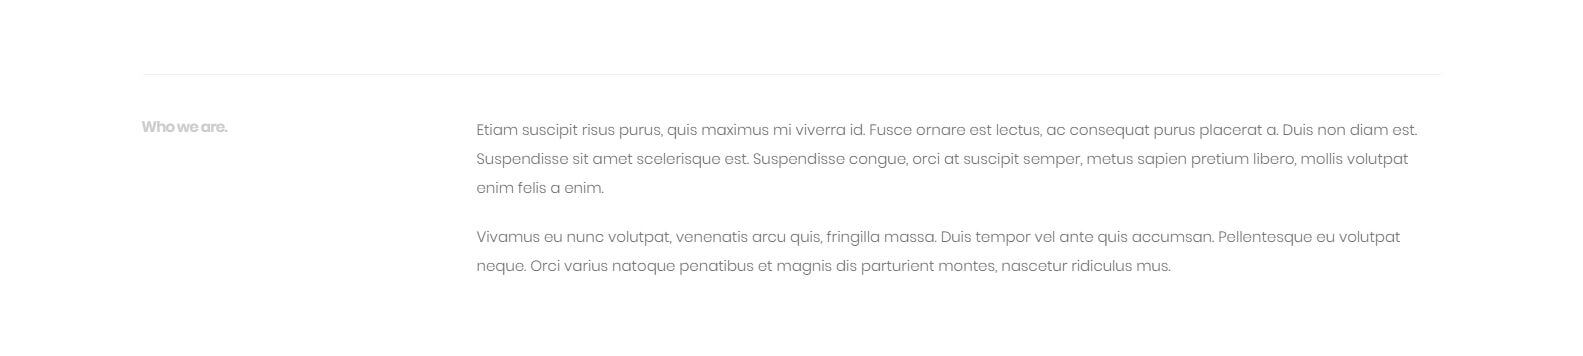 Who we are.
Etiam suscipit risus purus, quis maximus mi viverra id. Fusce ornare est lectus, ac consequat purus placerat a. Duis non diam est.
Suspendisse sit amet scelerisque est. Suspendisse congue, orci at suscipit semper, metus sapien pretium libero, mollis volutpat
enim felis a enim.
Vivamus eu nunc volutpat, venenatis arcu quis, fringilla massa. Duis tempor vel ante quis accumsan. Pellentesque eu volutpat
neque. Orci varius natoque penatibus et magnis dis parturient montes, nascetur ridiculus mus.